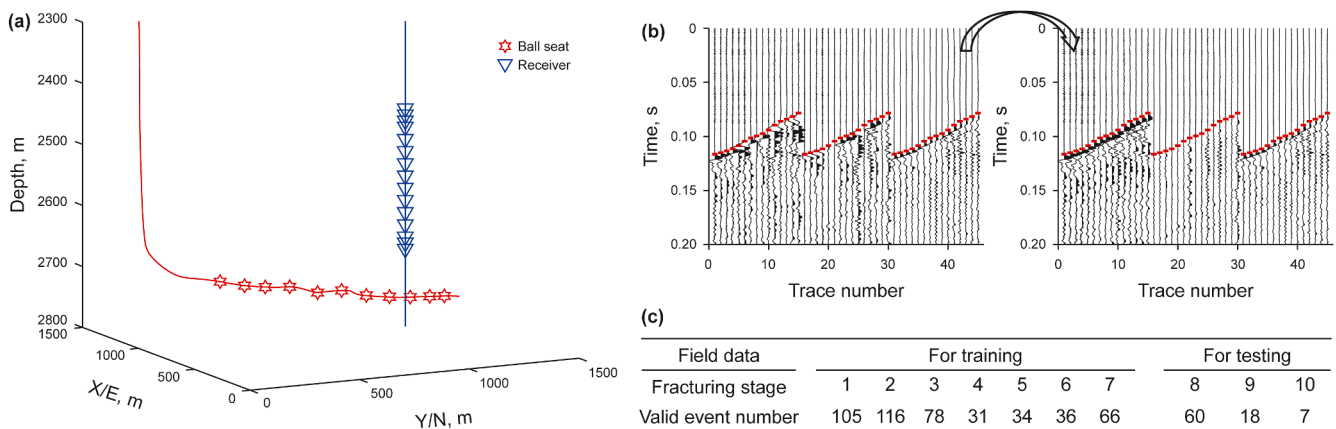 (a)
2300
2400
2500
2600
2700
2800
Depth, m
1500
1000
500
0
X/E, m
0
500
1000
1500
Y/N, m
Ball seat
Receiver
(b)
0
0.05
0.10
0.15
0.20
Time, s
0 10 20 30 40
Trace number
0
0.05
0.10
0.15
0.20
Time, s
0 10 20 30 40
Trace number
(c)
Field data For training For testing
Fracturing stage 1 2 3 4 5 6 7 8 9 10
Valid event number 105 116 78 31 34 36 66 60 18 7